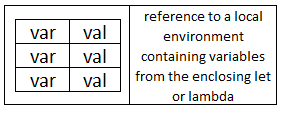 var val
var val
var val
reference to a local
environment
containing variables
from the enclosing let
or lambda